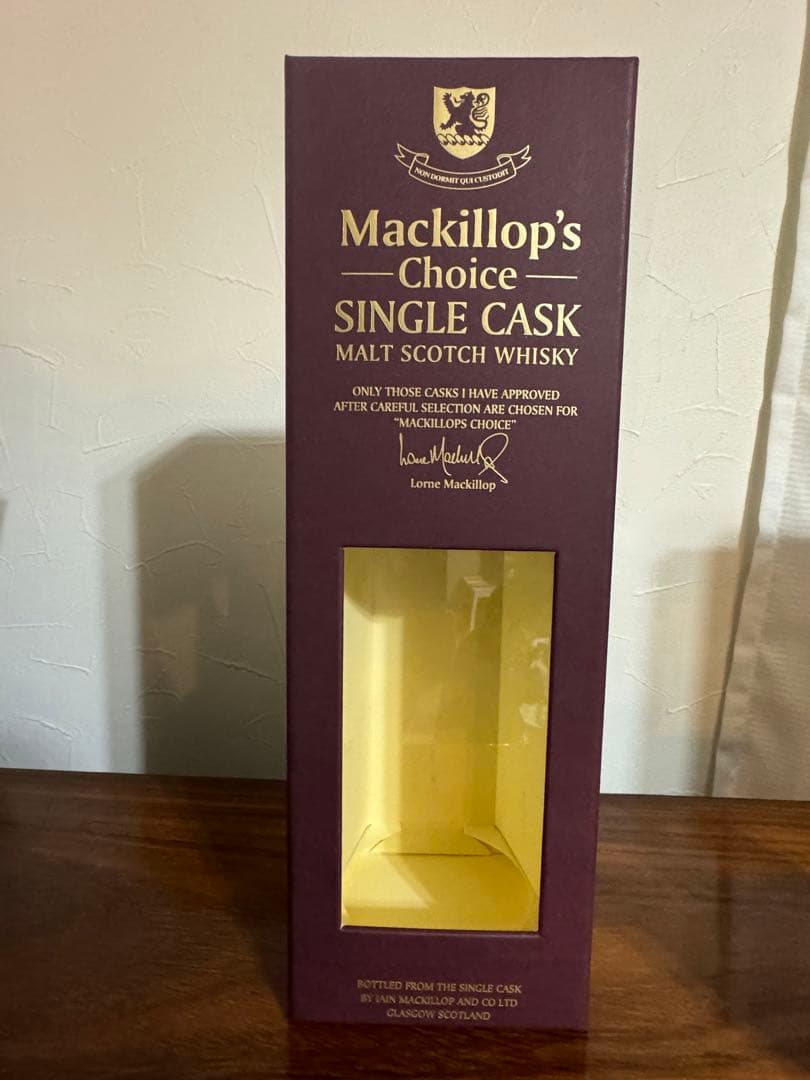 NON DORMIT QUI CUSTODIT
Mackillop's
Choice
SINGLE CASK
MALT SCOTCH WHISKY
ONLY THOSE CASKS I HAVE APPROVED
AFTER CAREFUL SELECTION ARE CHOSEN FOR
"MACKILLOPS CHOICE"
Lorne Mackillop
Lorne Mackillop
BOTTLED FROM THE SINGLE CASK
BY IAIN MACKILLOP AND CO LTD
GLASGOW SCOTLAND